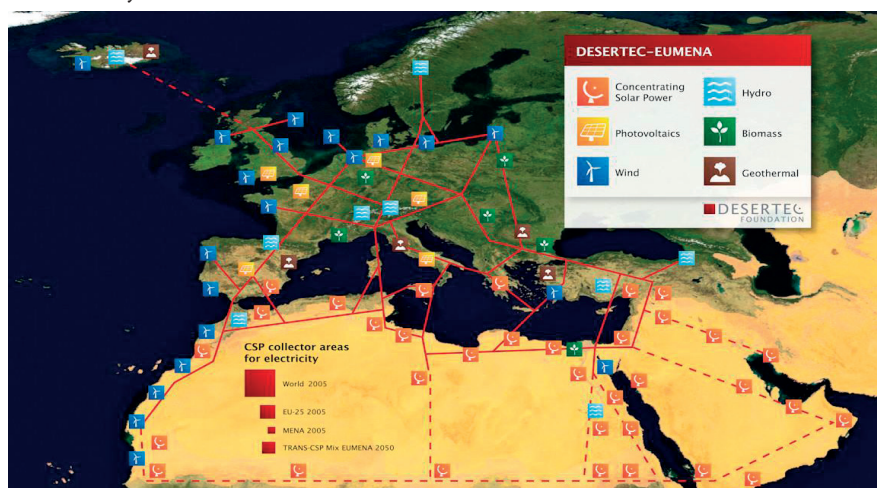 DESERTEC–EUMENA
Concentrating
Solar Power
Hydro
Photovoltaics
Biomass
Wind
Geothermal
DESERTEC
FOUNDATION
CSP collector areas
for electricity
World 2005
EU-25 2005
MENA 2005
TRANS-CSP Mix EUMENA 2050